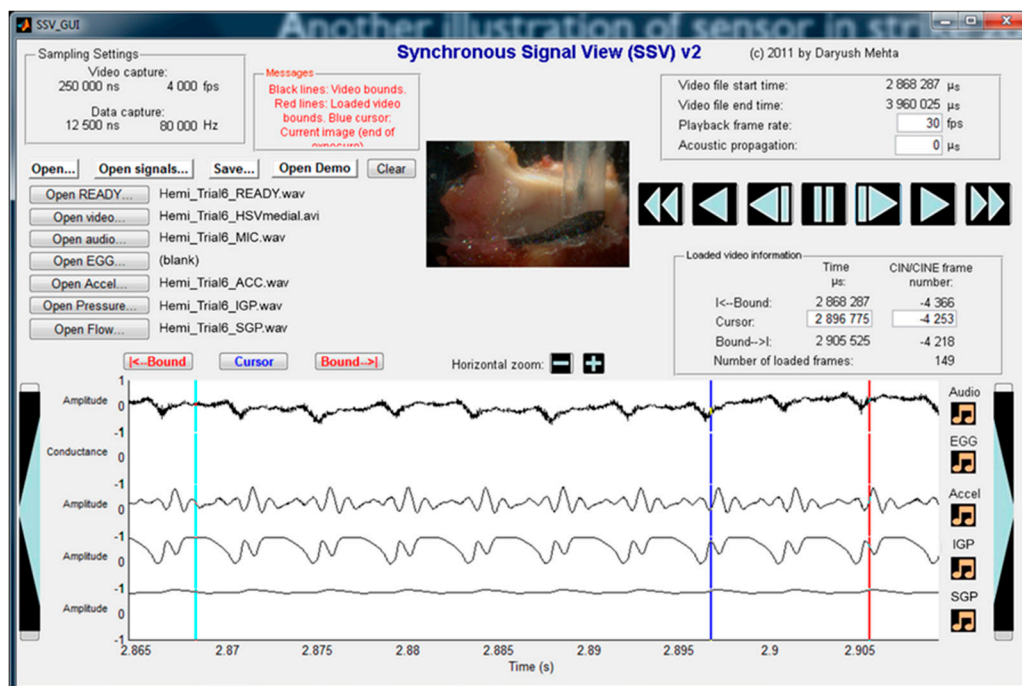 Another illustration of sensor in strike
SSV_GUI
Synchronous Signal View (SSV) v2
(c) 2011 by Daryush Mehta
Sampling Settings
Video capture:
250 000 ns 4 000 fps
Data capture:
12 500 ns 80 000 Hz
Messages
Black lines: Video bounds.
Red lines: Loaded video
bounds. Blue cursor:
Current image (end of
exposure)
Video file start time: 2 868 287 µs
Video file end time: 3 960 025 µs
Playback frame rate: 30 fps
Acoustic propagation: 0 µs
Open... Open signals... Save... Open Demo Clear
Open READY... Hemi_Trial6_READY.wav
Open video... Hemi_Trial6_HSVmedial.avi
Open audio... Hemi_Trial6_MIC.wav
Open EGG... (blank)
Open Accel... Hemi_Trial6_ACC.wav
Open Pressure... Hemi_Trial6_IGP.wav
Open Flow... Hemi_Trial6_SGP.wav
Loaded video information
Time CIN/CINE frame
µs: number:
I<--Bound: 2 868 287 -4 366
Cursor: 2 896 775 -4 253
Bound-->I: 2 905 525 -4 218
Number of loaded frames: 149
|<--Bound Cursor Bound-->| Horizontal zoom:
1
Amplitude 0
-1
Conductance 0
-1
Amplitude 0
-1
Amplitude 0
-1
Amplitude 0
-1
Audio
EGG
Accel
IGP
SGP
2.865 2.87 2.875 2.88 2.885 2.89 2.895 2.9 2.905
Time (s)